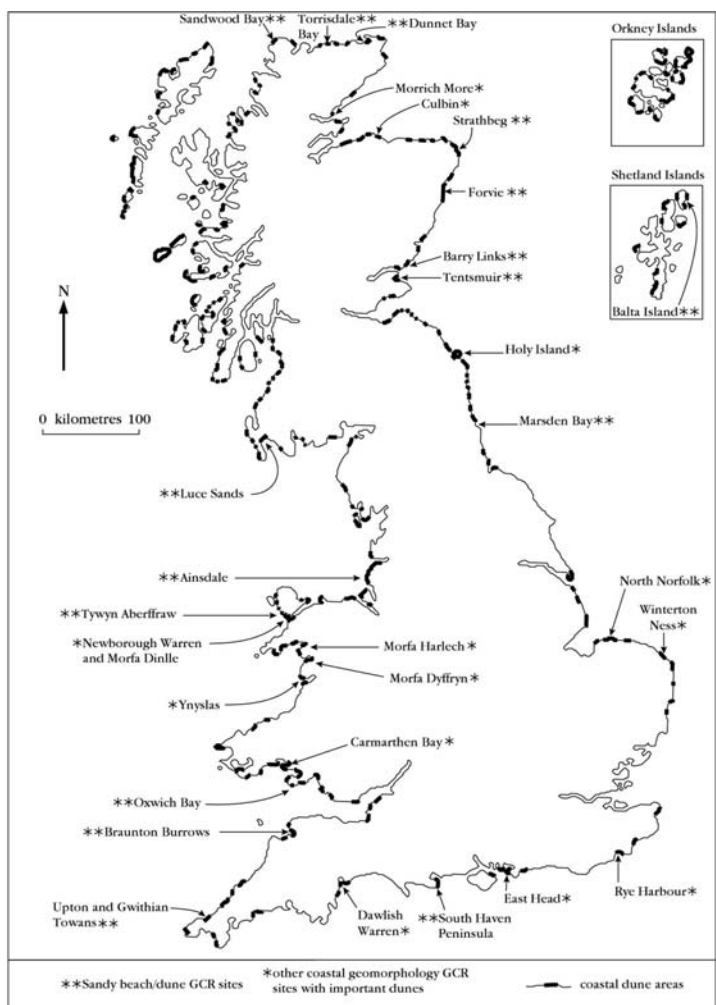 Sandwood Bay**
Torrisdale**
Bay
**Dunnet Bay
Orkney Islands
Morrich More*
Culbin*
Strathbeg **
Shetland Islands
Forvie **
Barry Links**
Tentsmuir**
Balta Island**
N
Holy Island*
0 kilometres 100
Marsden Bay**
**Luce Sands
**Ainsdale
North Norfolk*
**Tywyn Aberffraw
Winterton
Ness*
*Newborough Warren
and Morfa Dinlle
Morfa Harlech*
Morfa Dyffryn*
*Ynyslas
Carmarthen Bay*
**Oxwich Bay
**Braunton Burrows
Upton and Gwithian
Towans**
Dawlish
Warren*
**South Haven
Peninsula
East Head*
Rye Harbour*
**Sandy beach/dune GCR sites
*other coastal geomorphology GCR
sites with important dunes
coastal dune areas